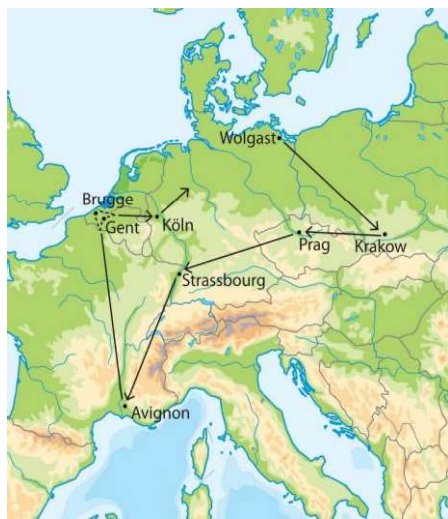 Wolgast
Brugge
Gent
Köln
Prag
Krakow
Strassbourg
Avignon